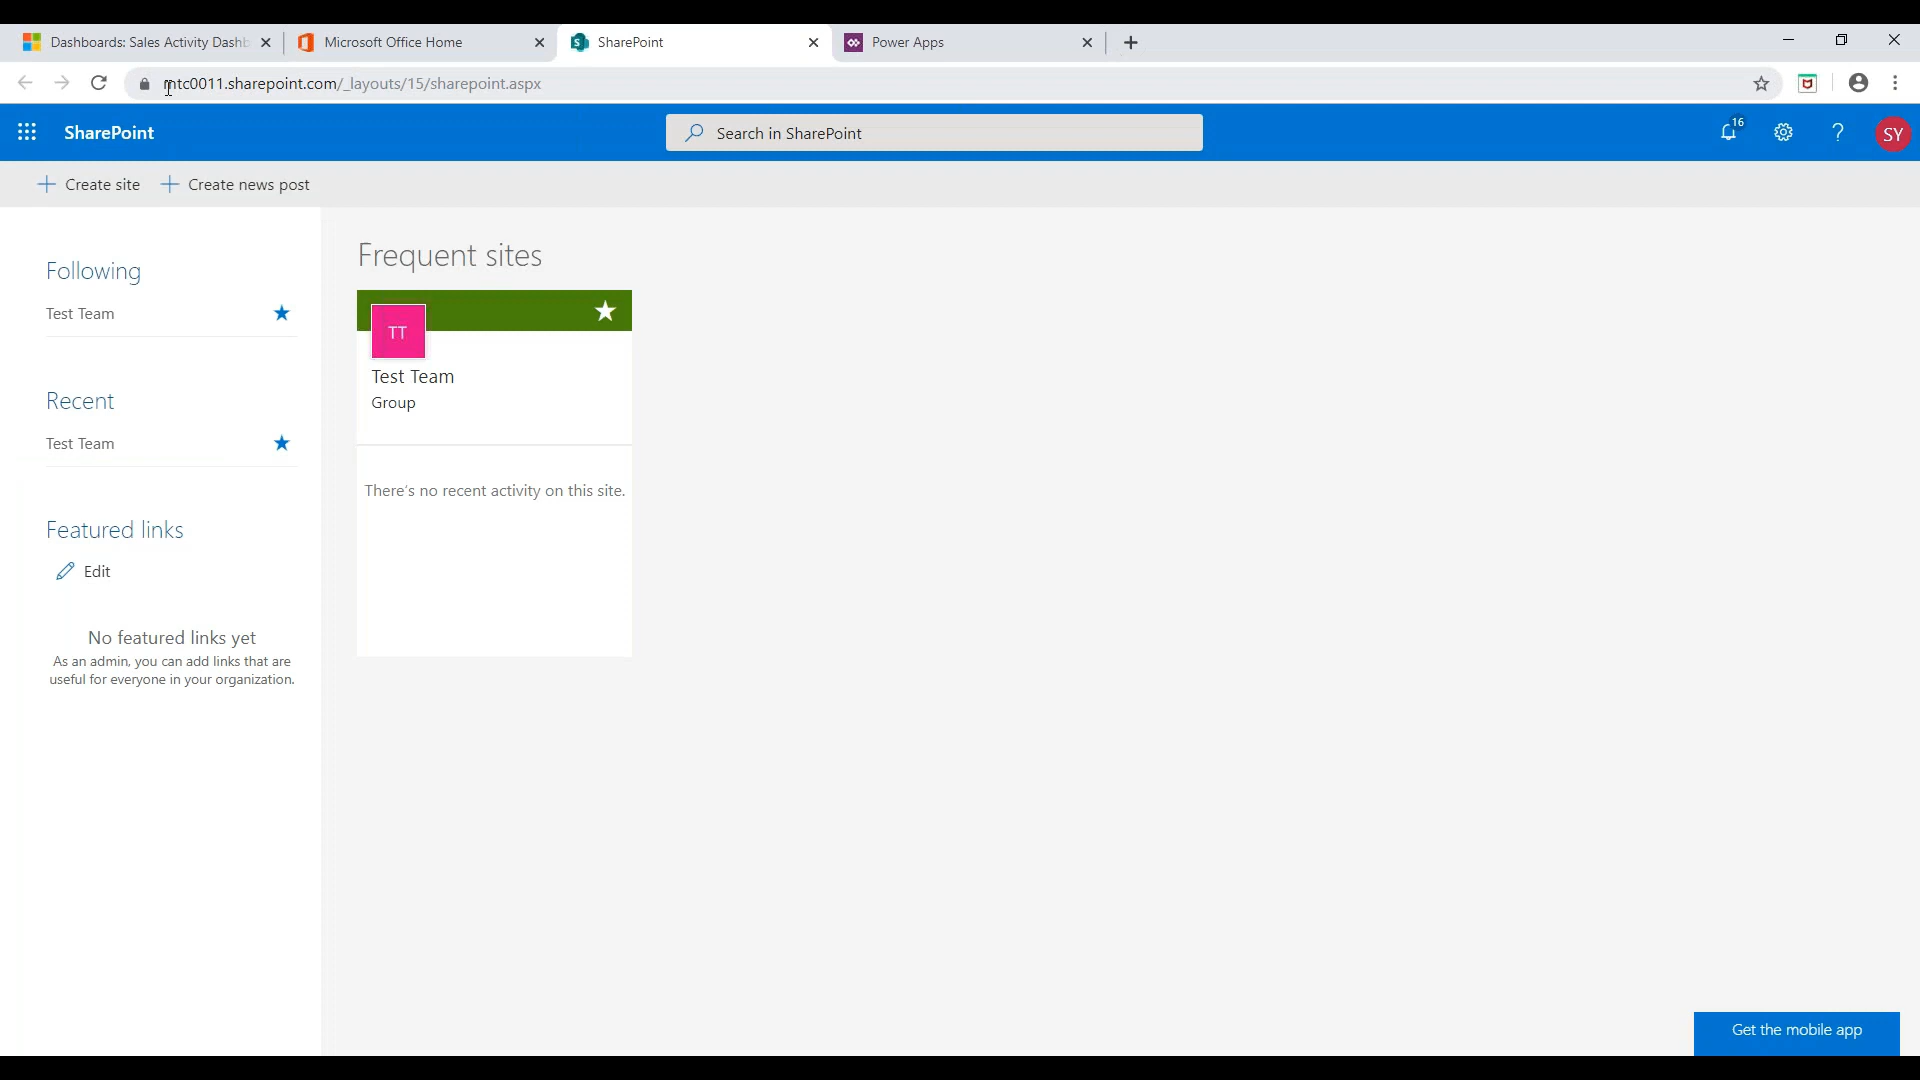 Dashboards: Sales Activity Dashb
Microsoft Office Home
SharePoint
Power Apps
mtc0011.sharepoint.com/_layouts/15/sharepoint.aspx
SharePoint
Search in SharePoint
16
?
SY
Create site
Create news post
Following
Test Team
Recent
Test Team
Featured links
Edit
No featured links yet
As an admin, you can add links that are
useful for everyone in your organization.
Frequent sites
TT
Test Team
Group
There's no recent activity on this site.
Get the mobile app